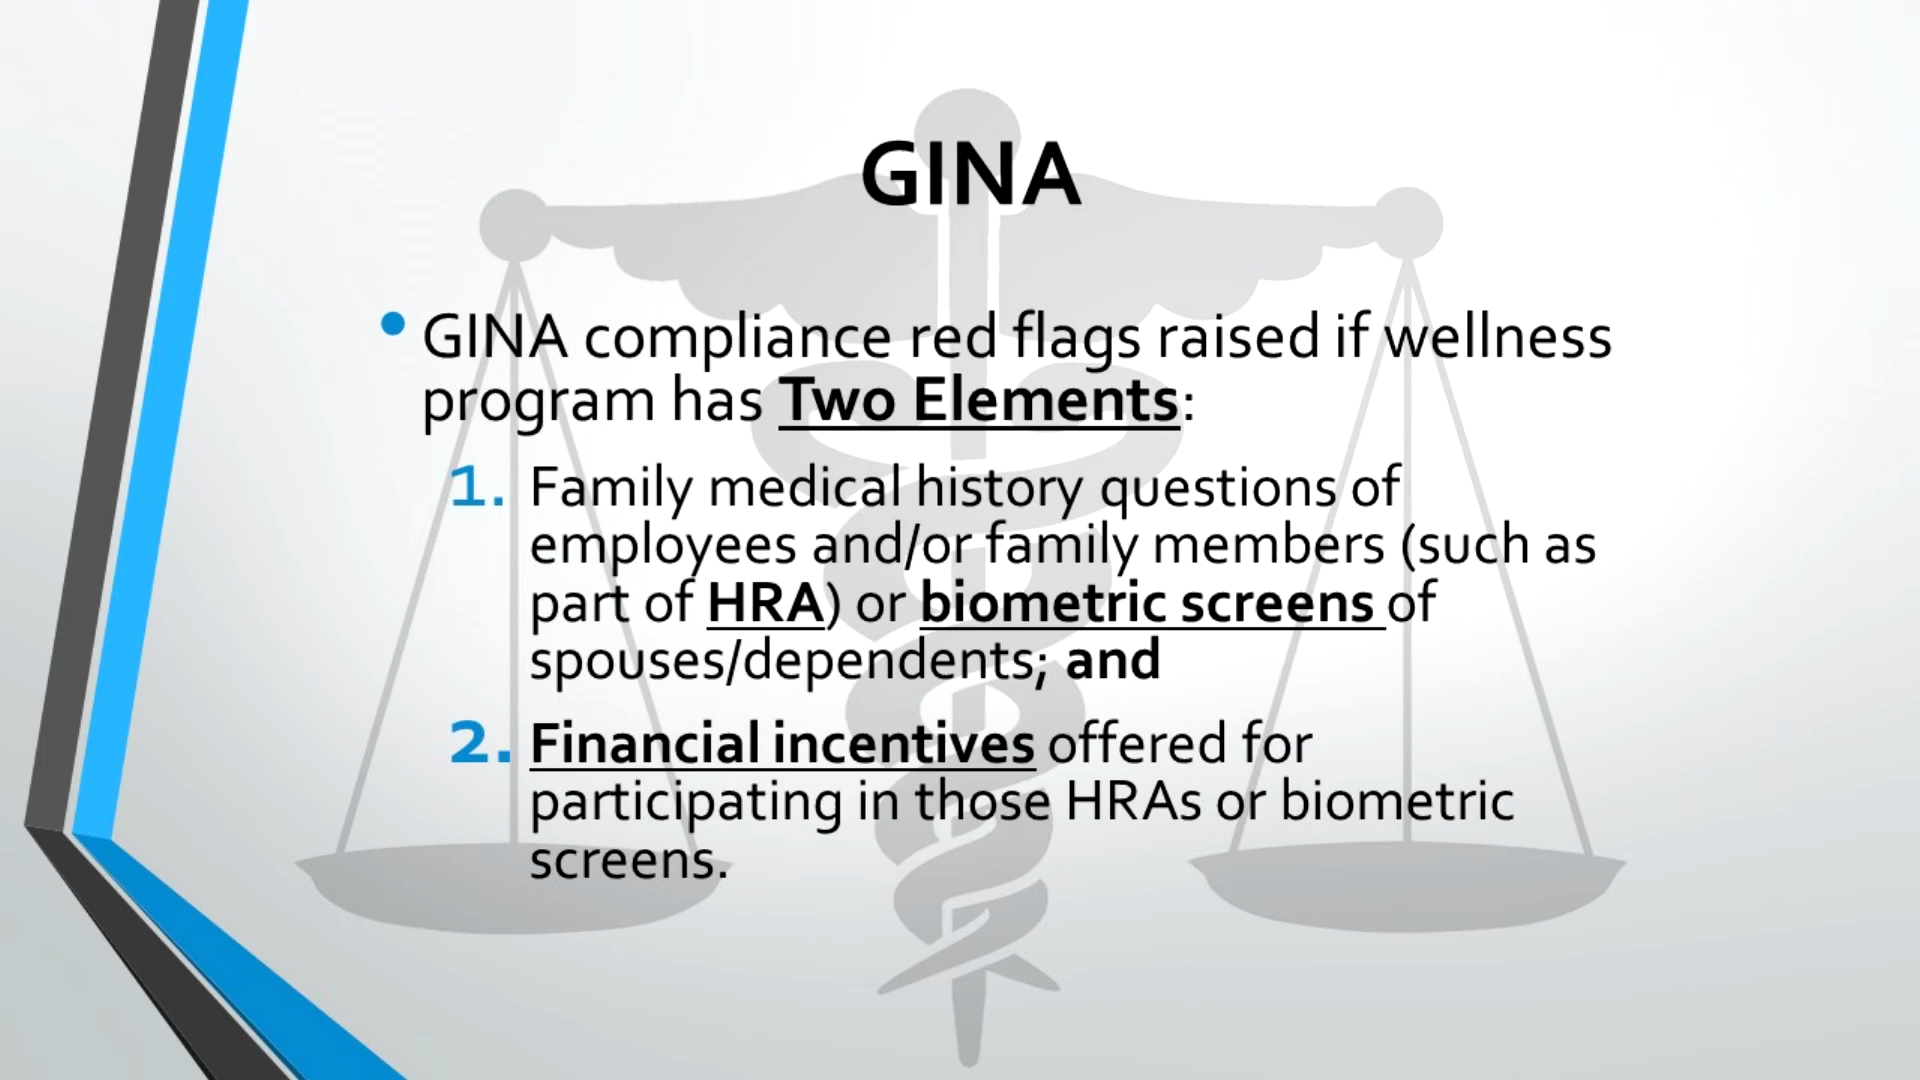 GINA
• GINA compliance red flags raised if wellness
program has Two Elements:
1. Family medical history questions of
employees and/or family members (such as
part of HRA) or biometric screens of
spouses/dependents; and
2. Financial incentives offered for
participating in those HRAs or biometric
screens.